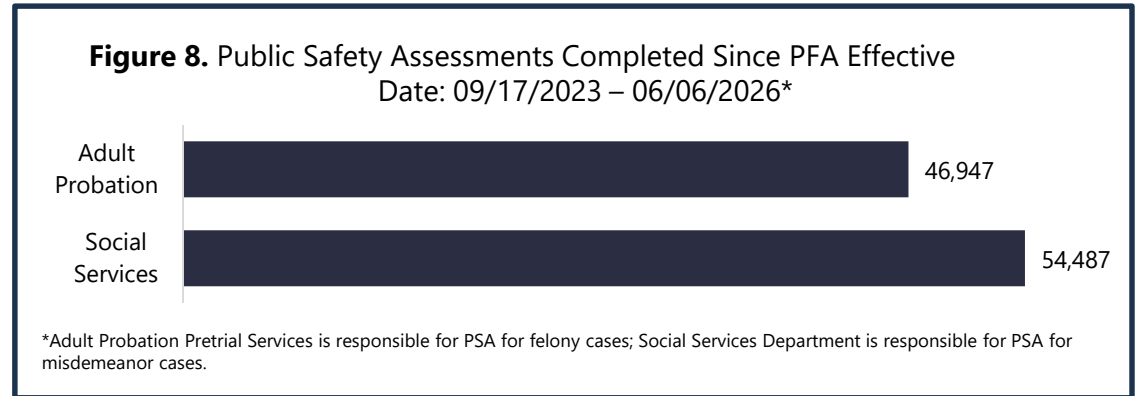 Figure 8. Public Safety Assessments Completed Since PFA Effective
Date: 09/17/2023 – 06/06/2026*
Adult
Probation
46,947
Social
Services
54,487
*Adult Probation Pretrial Services is responsible for PSA for felony cases; Social Services Department is responsible for PSA for
misdemeanor cases.